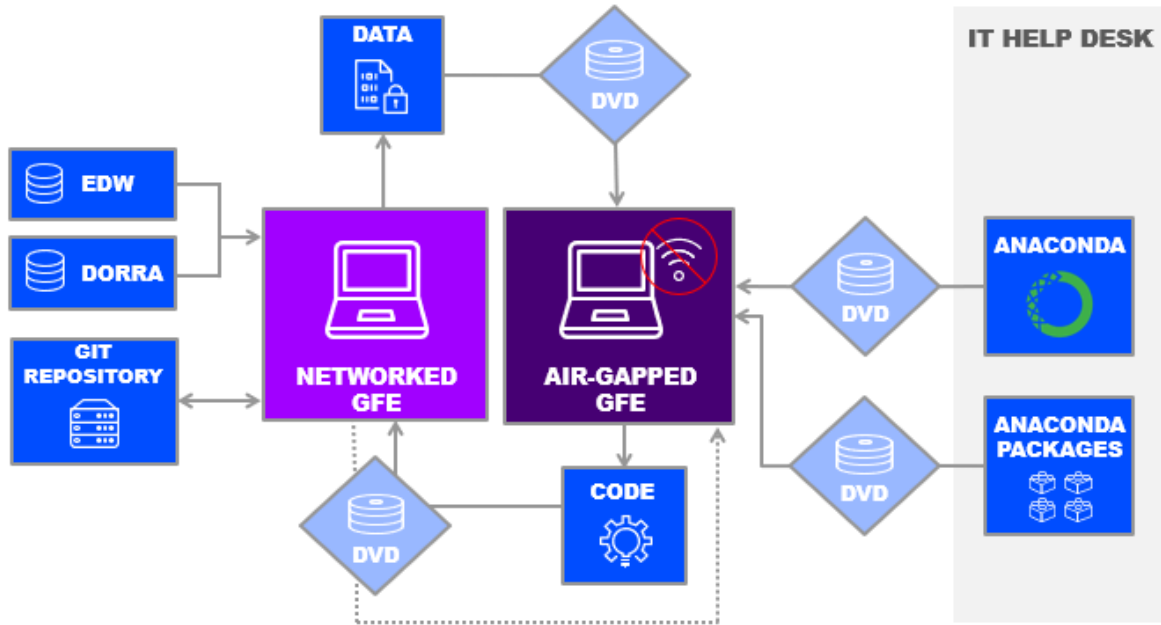 DATA
DVD
IT HELP DESK
EDW
DORRA
GIT
REPOSITORY
NETWORKED
GFE
AIR-GAPPED
GFE
DVD
ANACONDA
DVD
ANACONDA
PACKAGES
DVD
CODE